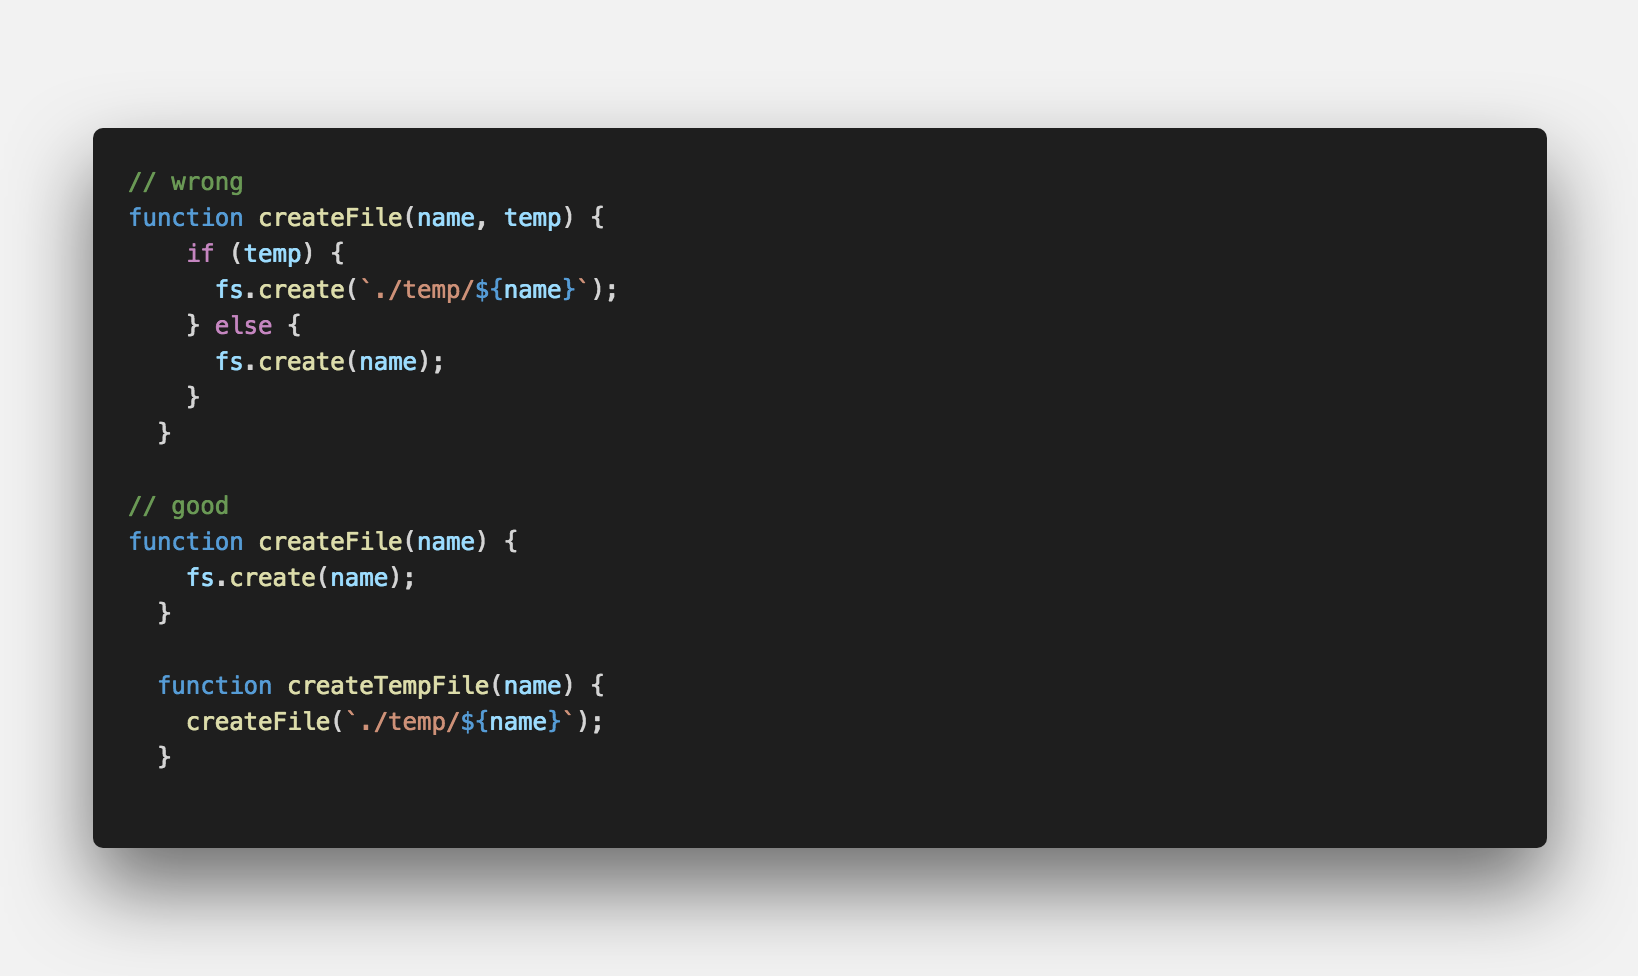 // wrong
function createFile(name, temp) {
    if (temp) {
      fs.create(`./temp/${name}`);
    } else {
      fs.create(name);
    }
  }

// good
function createFile(name) {
    fs.create(name);
  }

  function createTempFile(name) {
    createFile(`./temp/${name}`);
  }